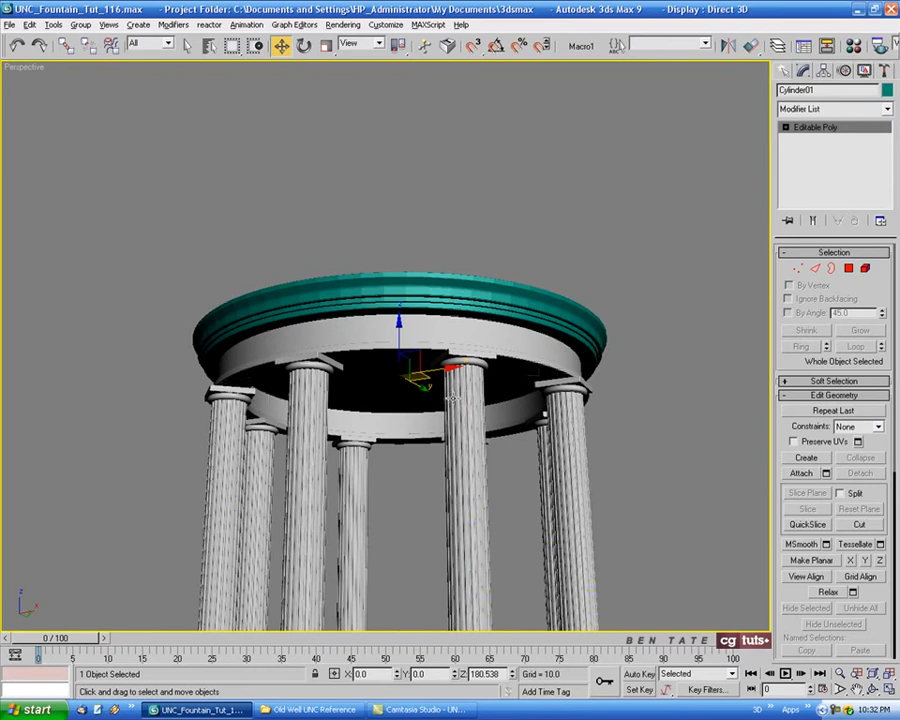 UNC_Fountain_Tut_116.max - Project Folder: C:\Documents and Settings\HP_Administrator\My Documents\3dsmax - Autodesk 3ds Max 9 - Display : Direct 3D
File Edit Tools Group Views Create Modifiers reactor Animation Graph Editors Rendering Customize MAXScript Help
All View Macro1
Perspective
Cylinder01
Modifier List
Editable Poly
Selection
By Vertex
Ignore Backfacing
By Angle: 45.0
Shrink Grow
Ring Loop
Whole Object Selected
Soft Selection
Edit Geometry
Repeat Last
Constraints: None
Preserve UVs
Create Collapse
Attach Detach
Slice Plane Split
Slice Reset Plane
QuickSlice Cut
MSmooth Tessellate
Make Planar X Y Z
View Align Grid Align
Relax
Hide Selected Unhide All
Hide Unselected
Named Selections:
Copy Paste
z
x
y
BEN TATE cg tuts+
0 / 100
0 5 10 15 20 25 30 35 40 45 50 55 60 65 70 75 80 85 90 95 100
1 Object Selected X: 0.0 Y: 0.0 Z: 180.538 Grid = 10.0 Auto Key Selected
Click and drag to select and move objects Add Time Tag Set Key Key Filters... 0
start UNC_Fountain_Tut_1... Old Well UNC Reference Camtasia Studio - UN... 3D Apps 10:32 PM